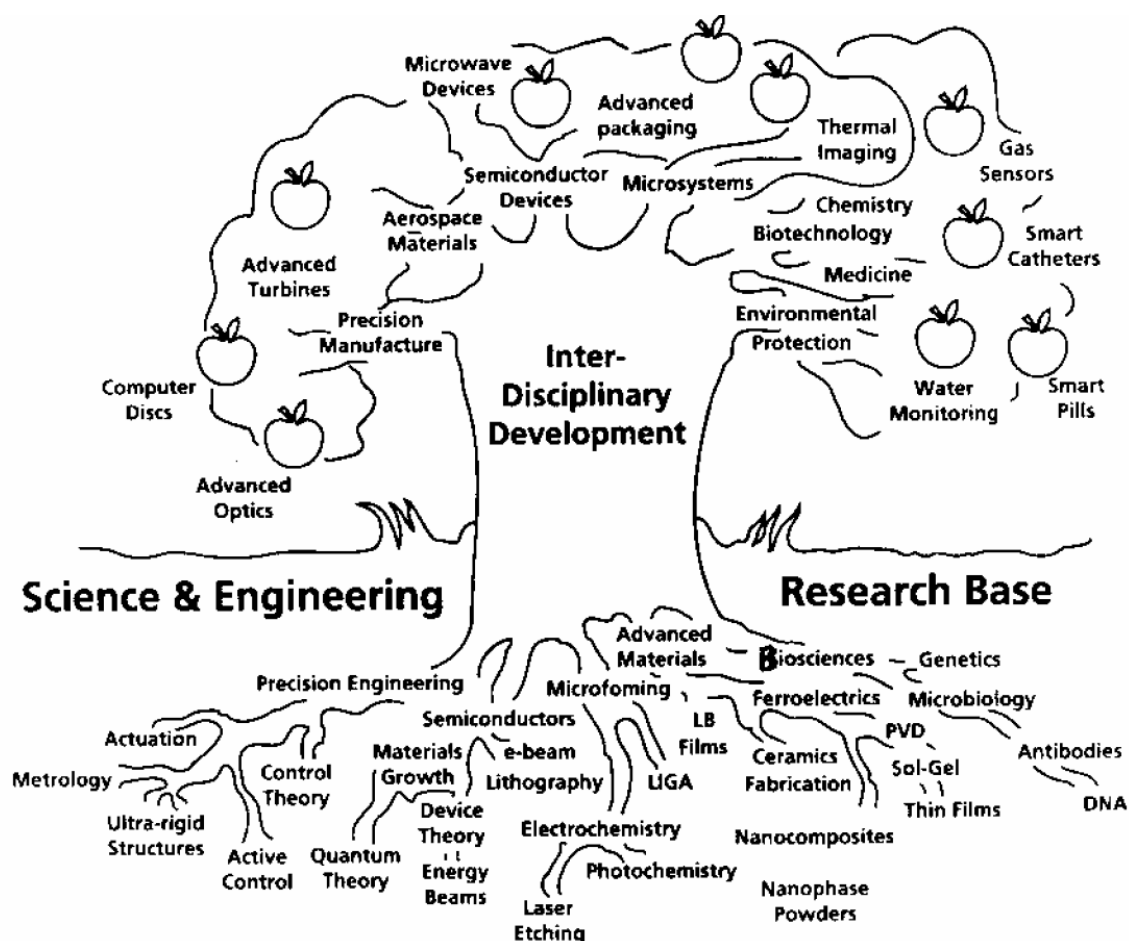 Microwave
Devices
Advanced
packaging
Thermal
Imaging
Gas
Sensors
Semiconductor
Devices
Microsystems
Aerospace
Materials
Chemistry
Biotechnology
Smart
Catheters
Medicine
Advanced
Turbines
Precision
Manufacture
Environmental
Protection
Inter-
Disciplinary
Development
Computer
Discs
Water
Monitoring
Smart
Pills
Advanced
Optics
Science & Engineering
Research Base
Advanced
Materials
Biosciences
Genetics
Precision Engineering
Microfoming
Ferroelectrics
Microbiology
Semiconductors
LB
Films
PVD
Actuation
Materials
Growth
e-beam
Lithography
LIGA
Ceramics
Fabrication
Sol-Gel
Antibodies
Metrology
Control
Theory
Thin Films
DNA
Ultra-rigid
Structures
Device
Theory
Electrochemistry
Nanocomposites
Active
Control
Quantum
Theory
Energy
Beams
Photochemistry
Laser
Etching
Nanophase
Powders